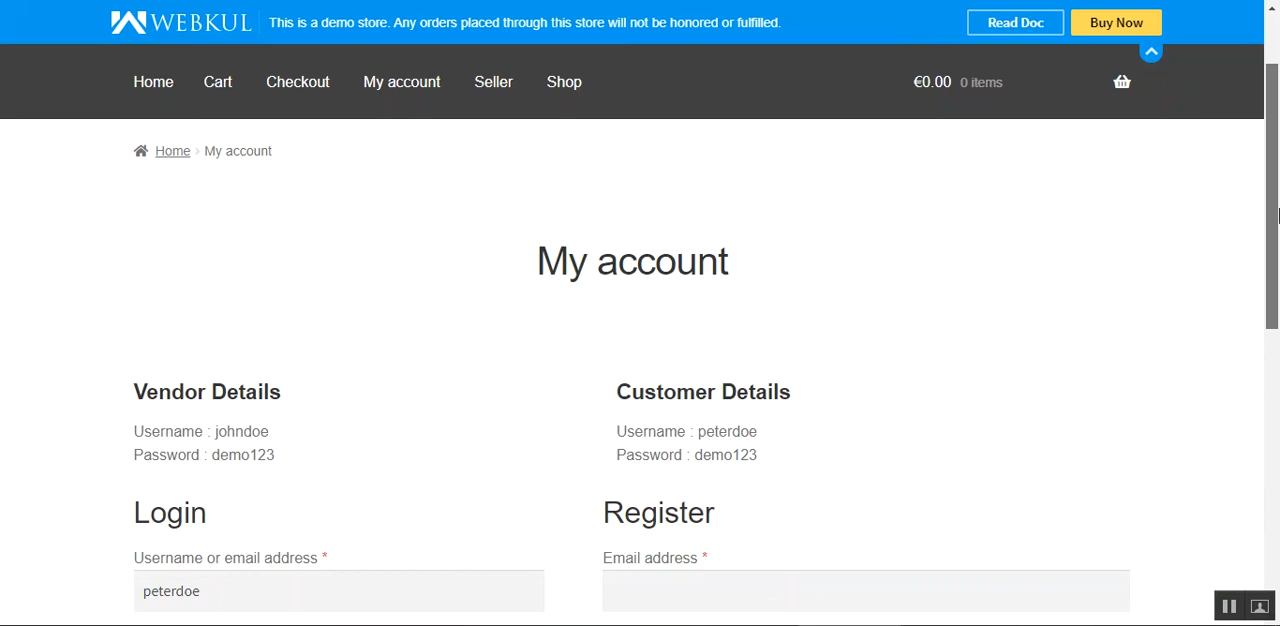 WEBKUL This is a demo store. Any orders placed through this store will not be honored or fulfilled. Read Doc Buy Now
Home Cart Checkout My account Seller Shop €0.00 0 items
Home My account
My account
Vendor Details
Username : johndoe
Password : demo123
Customer Details
Username : peterdoe
Password : demo123
Login
Username or email address *
peterdoe
Register
Email address *